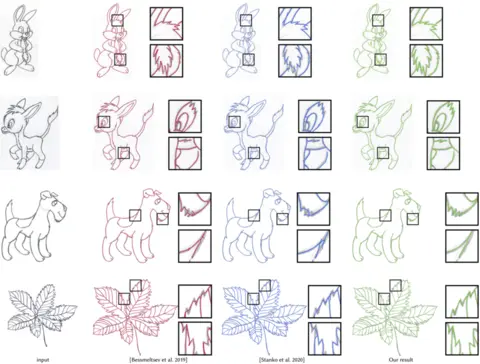 input
[Bessmeltsev et al. 2019]
[Stanko et al. 2020]
Our result